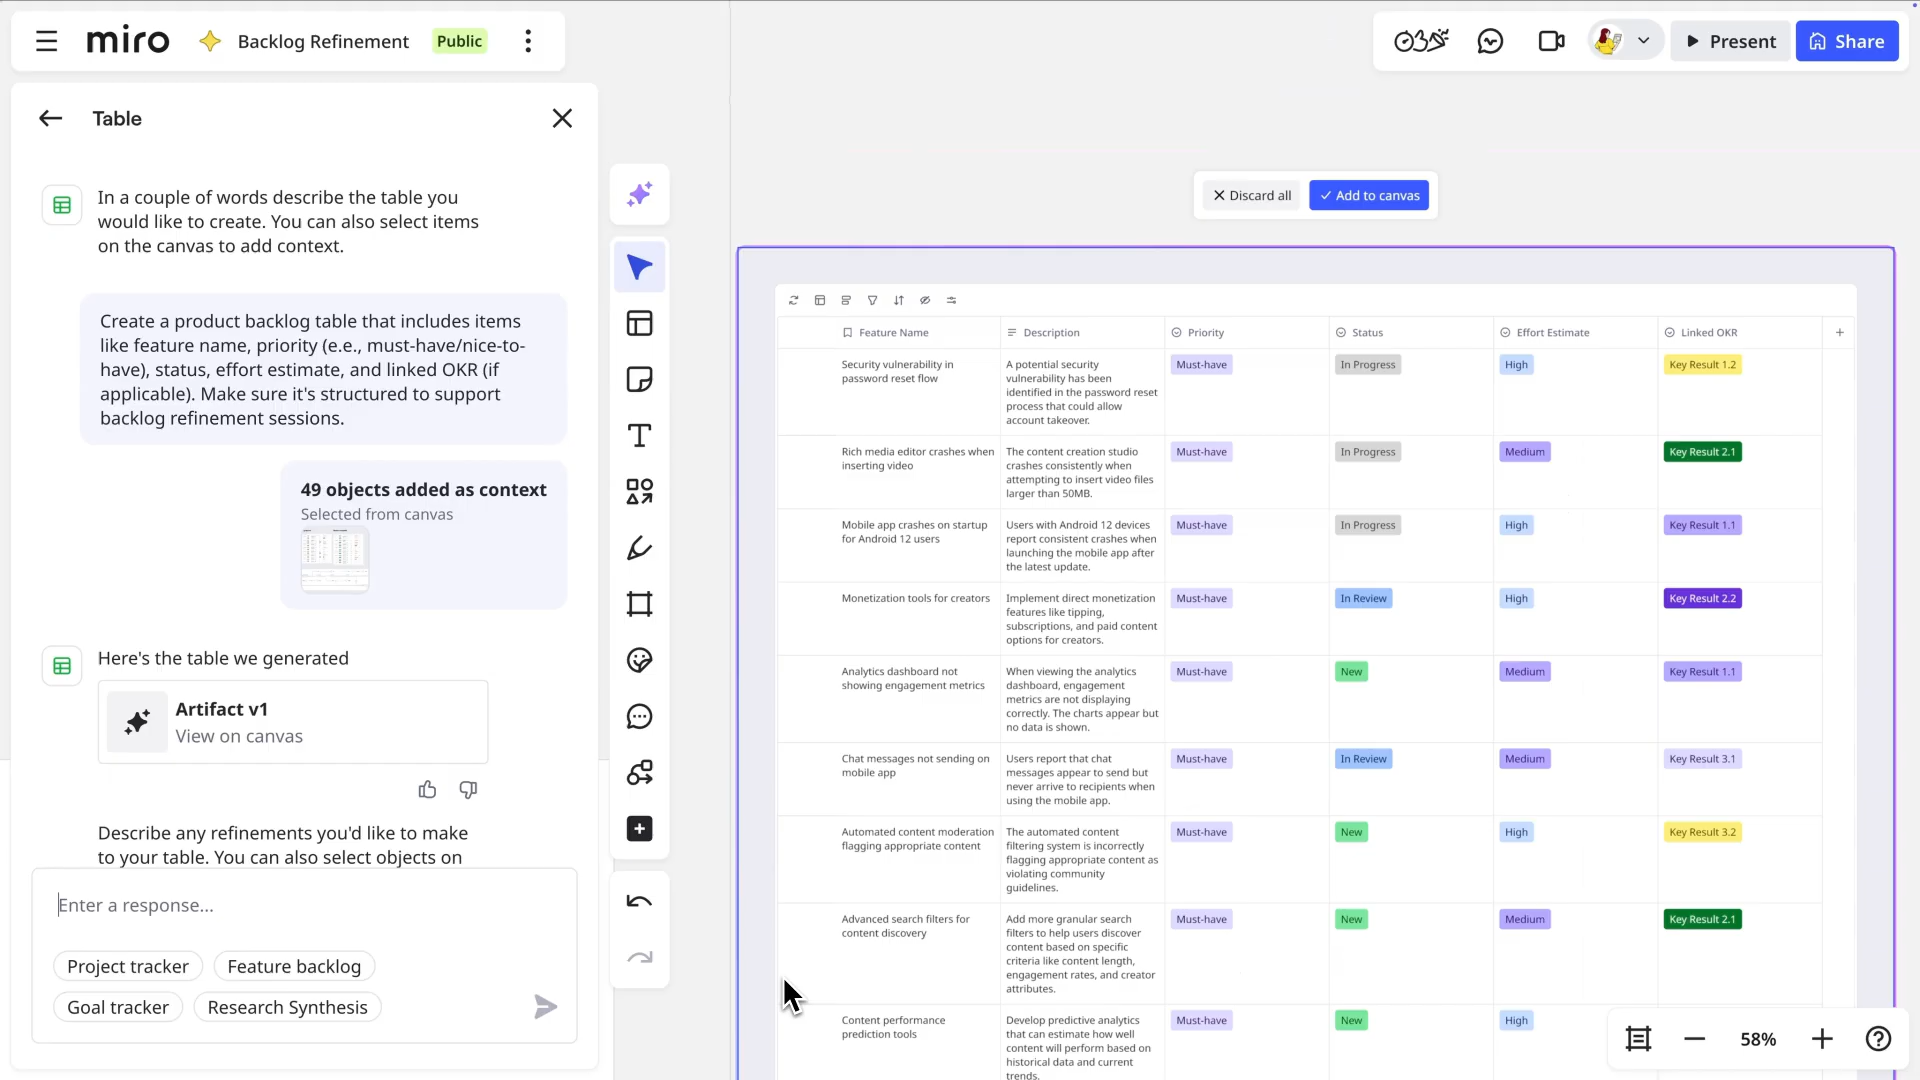 miro
Backlog Refinement
Public
Present
Share
Table
In a couple of words describe the table you
would like to create. You can also select items
on the canvas to add context.
Create a product backlog table that includes items
like feature name, priority (e.g., must-have/nice-to-
have), status, effort estimate, and linked OKR (if
applicable). Make sure it's structured to support
backlog refinement sessions.
49 objects added as context
Selected from canvas
Here's the table we generated
Artifact v1
View on canvas
Describe any refinements you'd like to make
to your table. You can also select objects on
Enter a response...
Project tracker
Feature backlog
Goal tracker
Research Synthesis
Discard all
Add to canvas
Feature Name
Description
Priority
Status
Effort Estimate
Linked OKR
Security vulnerability in
password reset flow
A potential security
vulnerability has been
identified in the password reset
process that could allow
account takeover.
Must-have
In Progress
High
Key Result 1.2
Rich media editor crashes when
inserting video
The content creation studio
crashes consistently when
attempting to insert video files
larger than 50MB.
Must-have
In Progress
Medium
Key Result 2.1
Mobile app crashes on startup
for Android 12 users
Users with Android 12 devices
report consistent crashes when
launching the mobile app after
the latest update.
Must-have
In Progress
High
Key Result 1.1
Monetization tools for creators
Implement direct monetization
features like tipping,
subscriptions, and paid content
options for creators.
Must-have
In Review
High
Key Result 2.2
Analytics dashboard not
showing engagement metrics
When viewing the analytics
dashboard, engagement
metrics are not displaying
correctly. The charts appear but
no data is shown.
Must-have
New
Medium
Key Result 1.1
Chat messages not sending on
mobile app
Users report that chat
messages appear to send but
never arrive to recipients when
using the mobile app.
Must-have
In Review
Medium
Key Result 3.1
Automated content moderation
flagging appropriate content
The automated content
filtering system is incorrectly
flagging appropriate content as
violating community
guidelines.
Must-have
New
High
Key Result 3.2
Advanced search filters for
content discovery
Add more granular search
filters to help users discover
content based on specific
criteria like content length,
engagement rates, and creator
attributes.
Must-have
New
Medium
Key Result 2.1
Content performance
prediction tools
Develop predictive analytics
that can estimate how well
content will perform based on
historical data and current
trends.
Must-have
New
High
58%